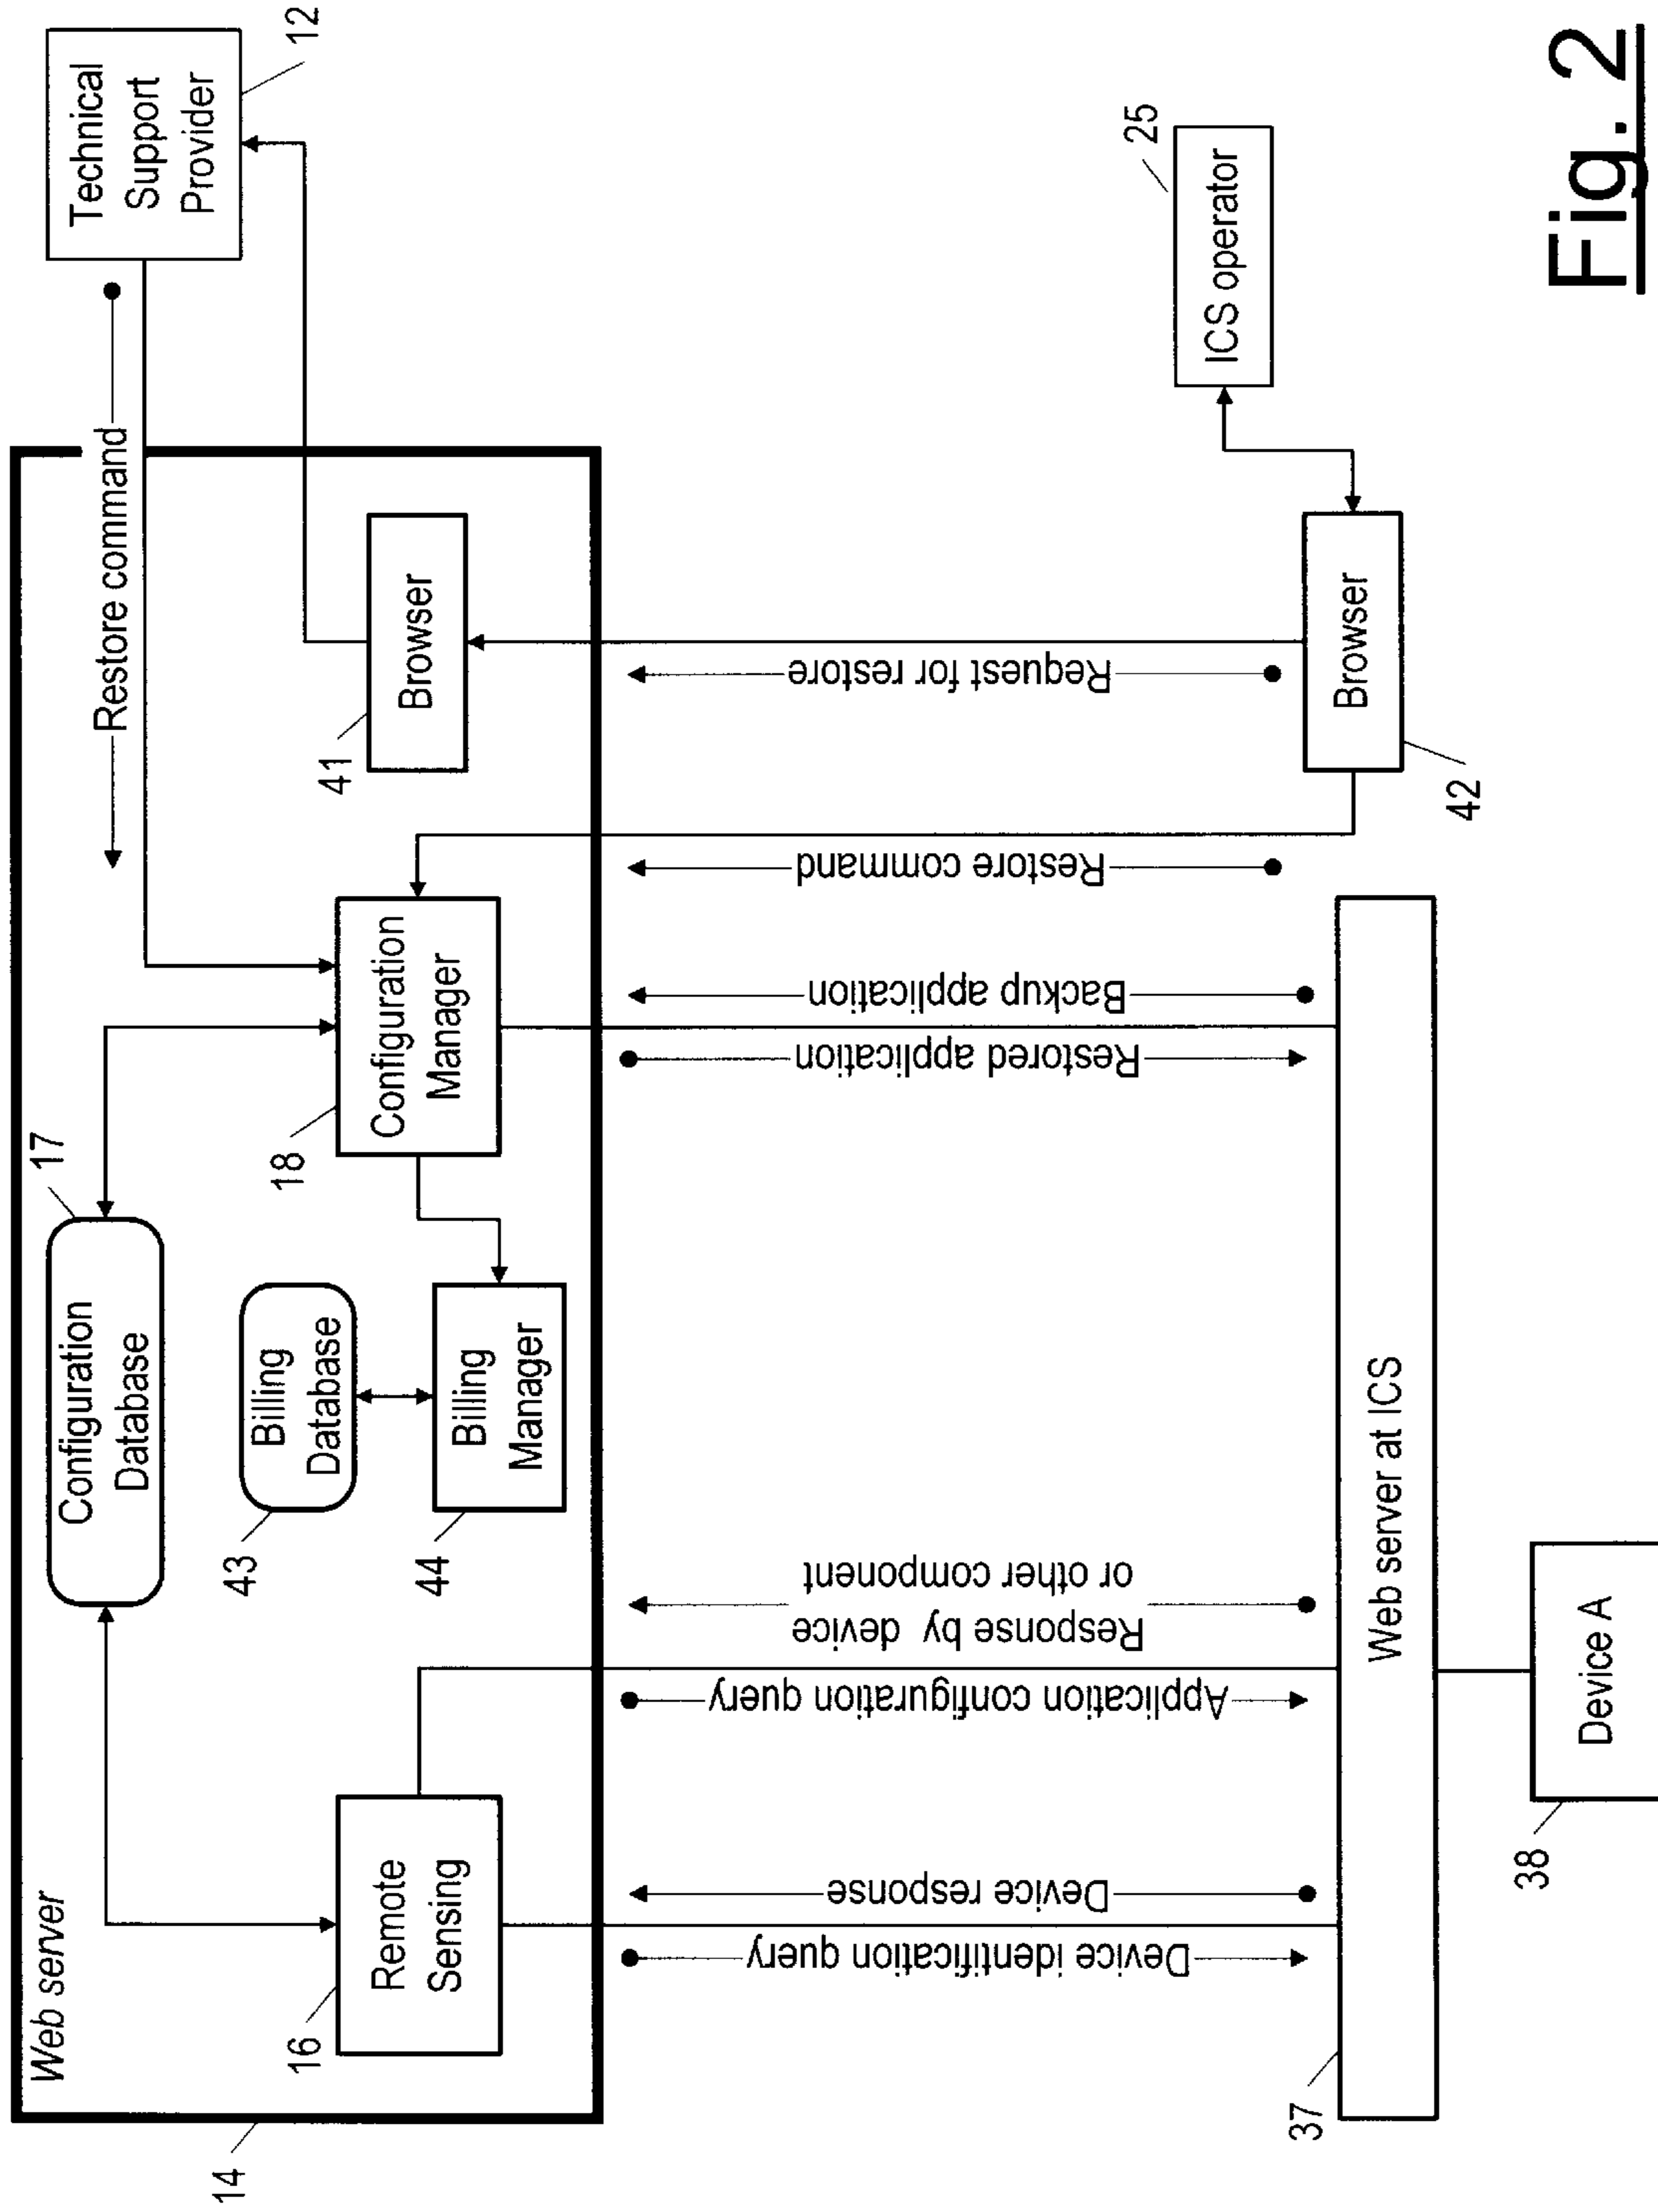 Web server
14
Configuration
Database
17
Restore command
Technical
Support
Provider
12
Remote
Sensing
16
Billing
Database
43
Billing
Manager
44
Configuration
Manager
18
Browser
41
Device identification query
Device response
Application configuration query
Response by device
or other component
Restored application
Backup application
Restore command
Request for restore
ICS operator
25
Browser
42
Web server at ICS
37
Device A
38
Fig. 2